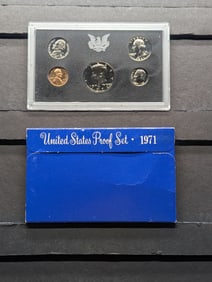 United States Proof Set · 1971